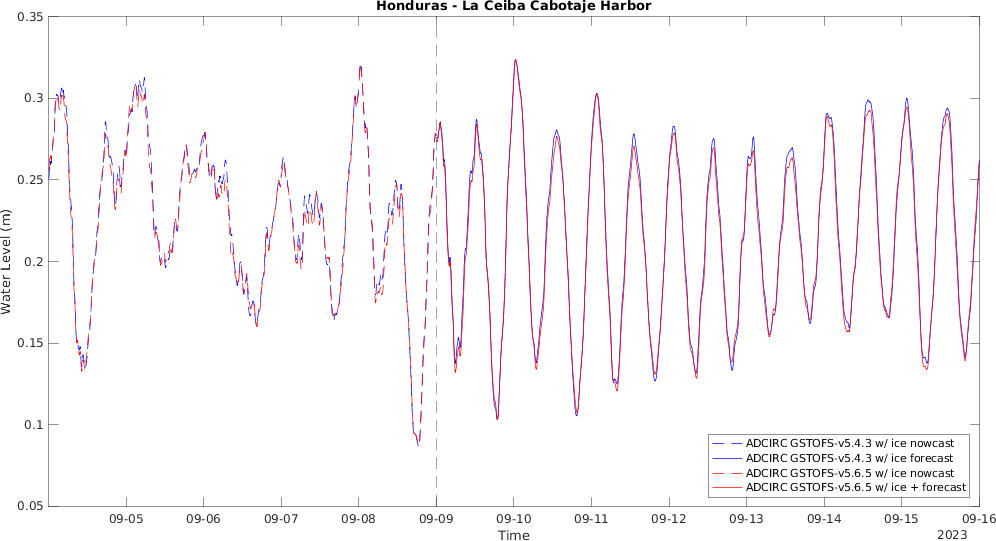 Honduras - La Ceiba Cabotaje Harbor
0.35
0.3
0.25
0.2
0.15
0.1
0.05
Water Level (m)
ADCIRC GSTOFS-v5.4.3 w/ ice nowcast
ADCIRC GSTOFS-v5.4.3 w/ ice forecast
ADCIRC GSTOFS-v5.6.5 w/ ice nowcast
ADCIRC GSTOFS-v5.6.5 w/ ice + forecast
09-05 09-06 09-07 09-08 09-09 09-10 09-11 09-12 09-13 09-14 09-15 09-16
Time
2023